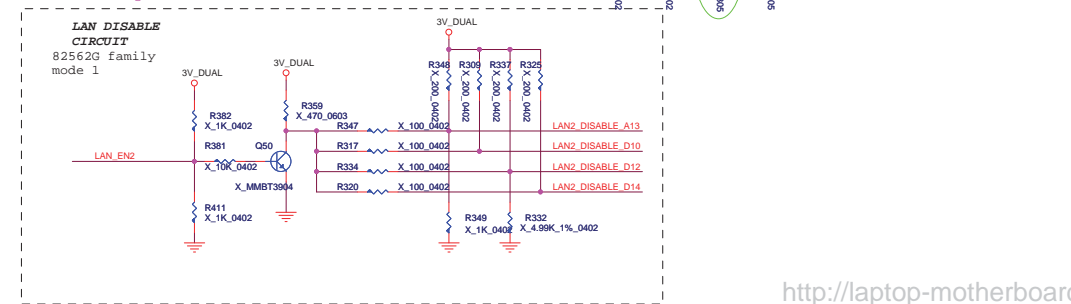 LAN DISABLE
CIRCUIT
82562G family
mode 1
3V_DUAL
3V_DUAL
3V_DUAL
R348
X_200_0402
R309
X_200_0402
R337
X_200_0402
R325
X_200_0402
R382
X_1K_0402
R359
X_470_0603
R347
X_100_0402
LAN2_DISABLE_A13
R381
X_10K_0402
Q50
X_MMBT3904
R317
X_100_0402
LAN2_DISABLE_D10
LAN_EN2
R334
X_100_0402
LAN2_DISABLE_D12
R320
X_100_0402
LAN2_DISABLE_D14
R411
X_1K_0402
R349
X_1K_0402
R332
X_4.99K_1%_0402
http://laptop-motherboard